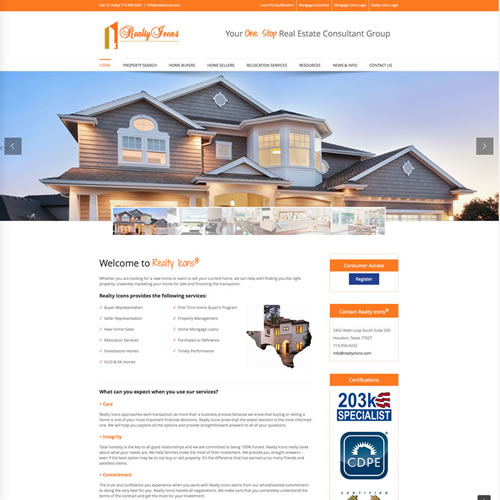 Call Us Today! 713.956.6252 | info@realtyicons.com
Loan Pre Qualification | Mortgage Calculator | Mortgage/Home Login | Realty Icons Login
Realty Icons
Your One Stop Real Estate Consultant Group
HOME PROPERTY SEARCH HOME BUYERS HOME SELLERS RELOCATION SERVICES RESOURCES NEWS & INFO CONTACT US
Welcome to Realty Icons®
Whether you are looking for a new home or want to sell your current home, we can help with finding you the right
property, creatively marketing your home for sale and financing the transaction.
Realty Icons provides the following services:
Buyer Representation
First Time Home Buyer's Program
Seller Representation
Property Management
New Home Sales
Home Mortgage Loans
Relocation Services
Purchases or Refinance
Foreclosure Homes
Timely Performance
HUD & VA Homes
What can you expect when you use our services?
+ Care
Realty Icons approaches each transaction as more than a business process because we know that buying or selling a
home is one of your most important financial decisions. Realty Icons knows that the wisest decision is the most informed
one. We will help you explore all the options and provide straightforward answers to all of your questions.
+ Integrity
Total honesty is the key to all good relationships and we are committed to being 100% honest. Realty Icons really cares
about what your needs are. We help families make the most of their investment. We provide you straight answers –
even if the best option may be to not buy or sell property. It's the difference that has earned us so many friends and
satisfied clients.
+ Commitment
The trust and confidence you experience when you work with Realty Icons stems from our wholehearted commitment
to doing the very best for you. Realty Icons handle all negotiations. We make sure that you completely understand the
terms of the contract and get the most for your investment.
Consumer Access
Register
Contact Realty Icons®
2450 West Loop South Suite 200
Houston, Texas 77027
713.956.6252
info@realtyicons.com
Certifications
203k
SPECIALIST
CDPE
CERTIFIED